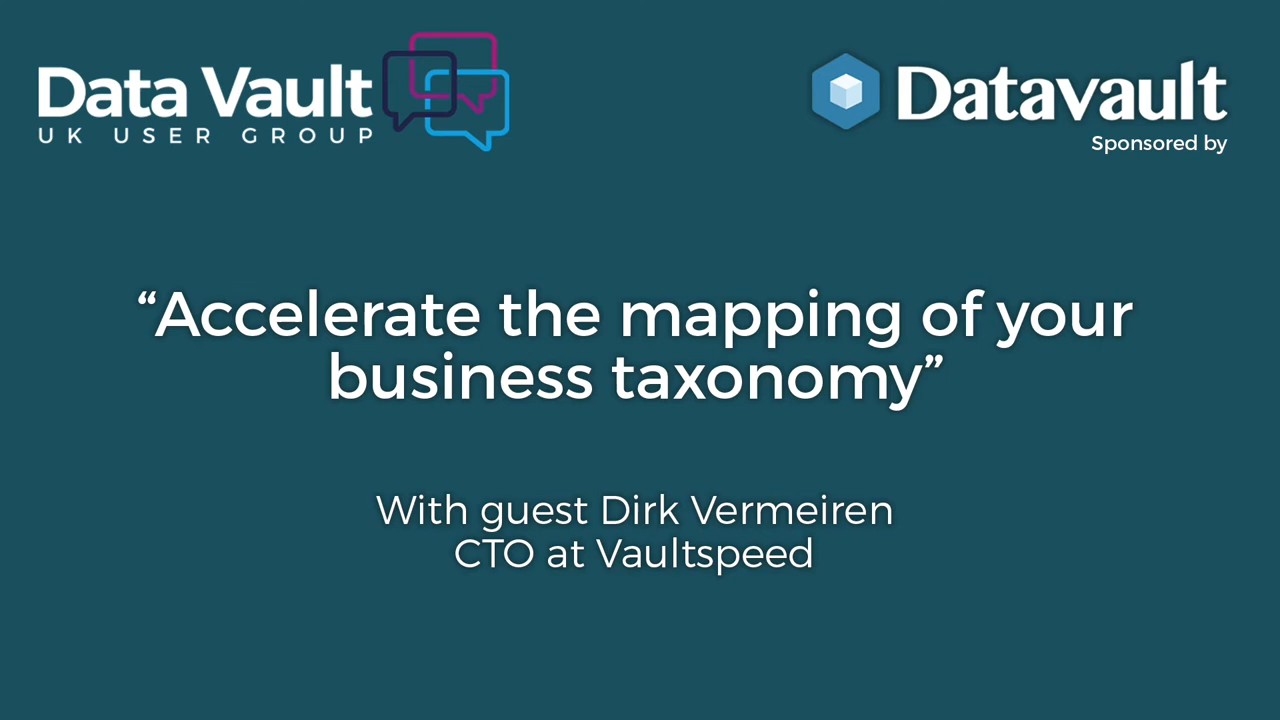 Data Vault
UK USER GROUP
Datavault
Sponsored by
“Accelerate the mapping of your
business taxonomy”
With guest Dirk Vermeiren
CTO at Vaultspeed